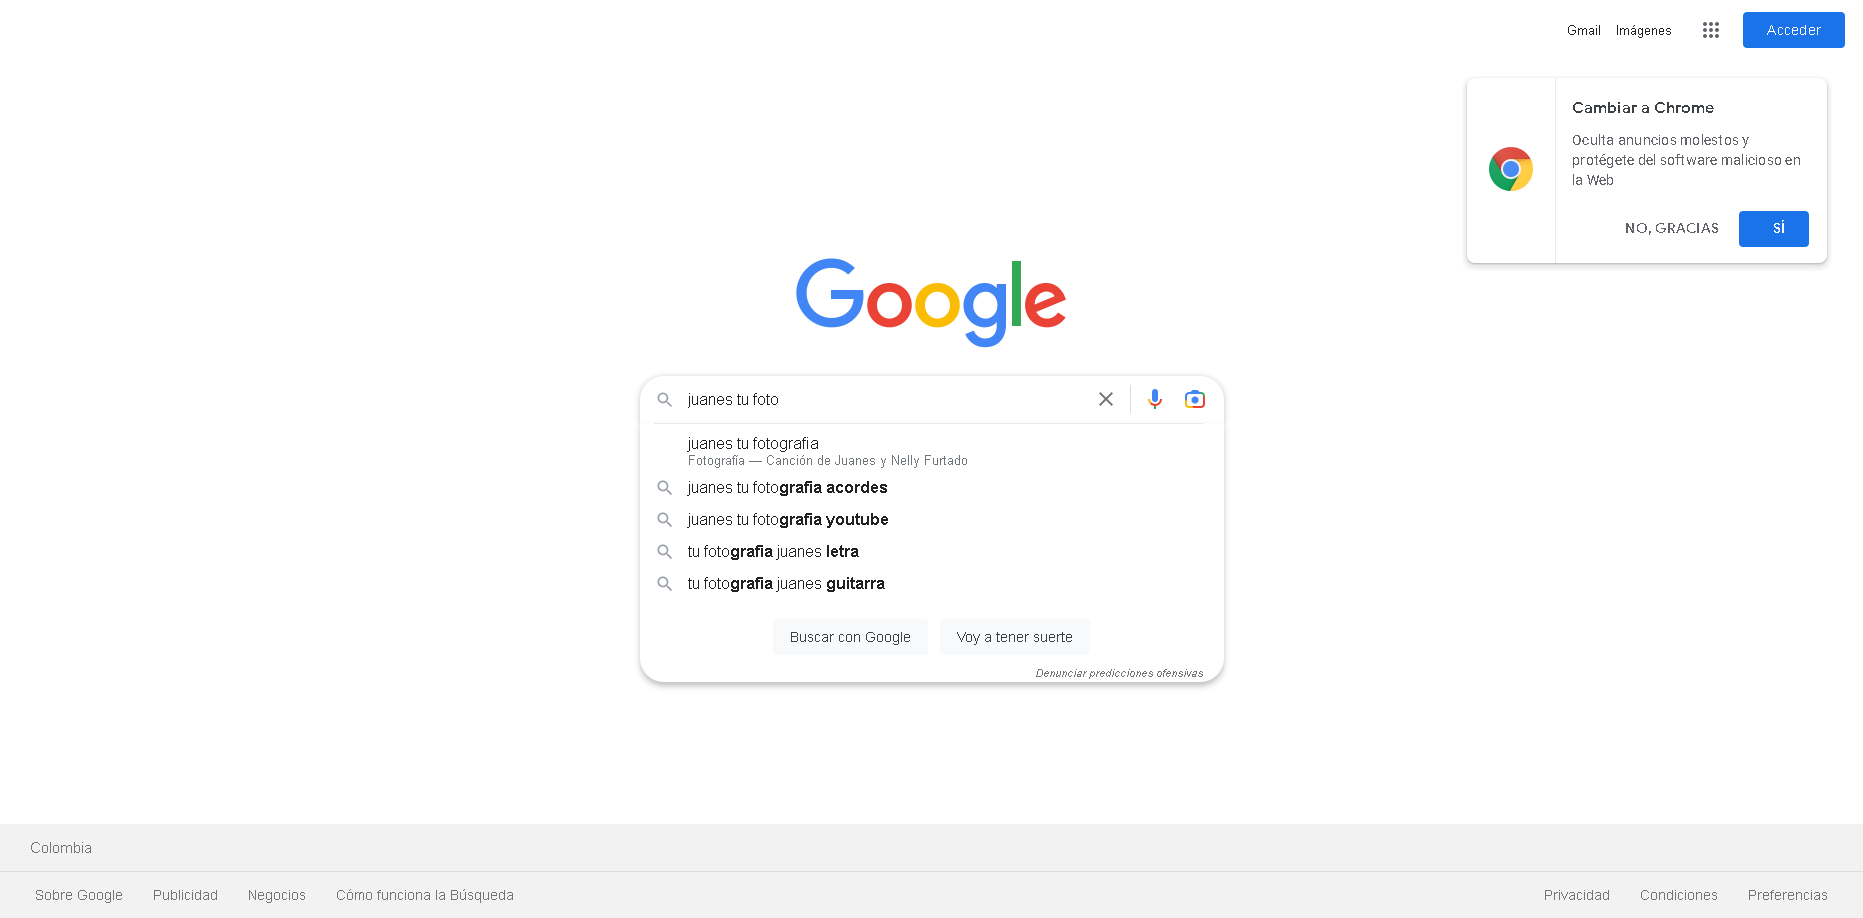 Gmail Imágenes Acceder
Cambiar a Chrome
Oculta anuncios molestos y
protégete del software malicioso en
la Web
NO, GRACIAS SÍ
Google
juanes tu foto
juanes tu fotografia
Fotografía — Canción de Juanes y Nelly Furtado
juanes tu fotografia acordes
juanes tu fotografia youtube
tu fotografia juanes letra
tu fotografia juanes guitarra
Buscar con Google Voy a tener suerte
Denunciar predicciones ofensivas
Colombia
Sobre Google Publicidad Negocios Cómo funciona la Búsqueda Privacidad Condiciones Preferencias